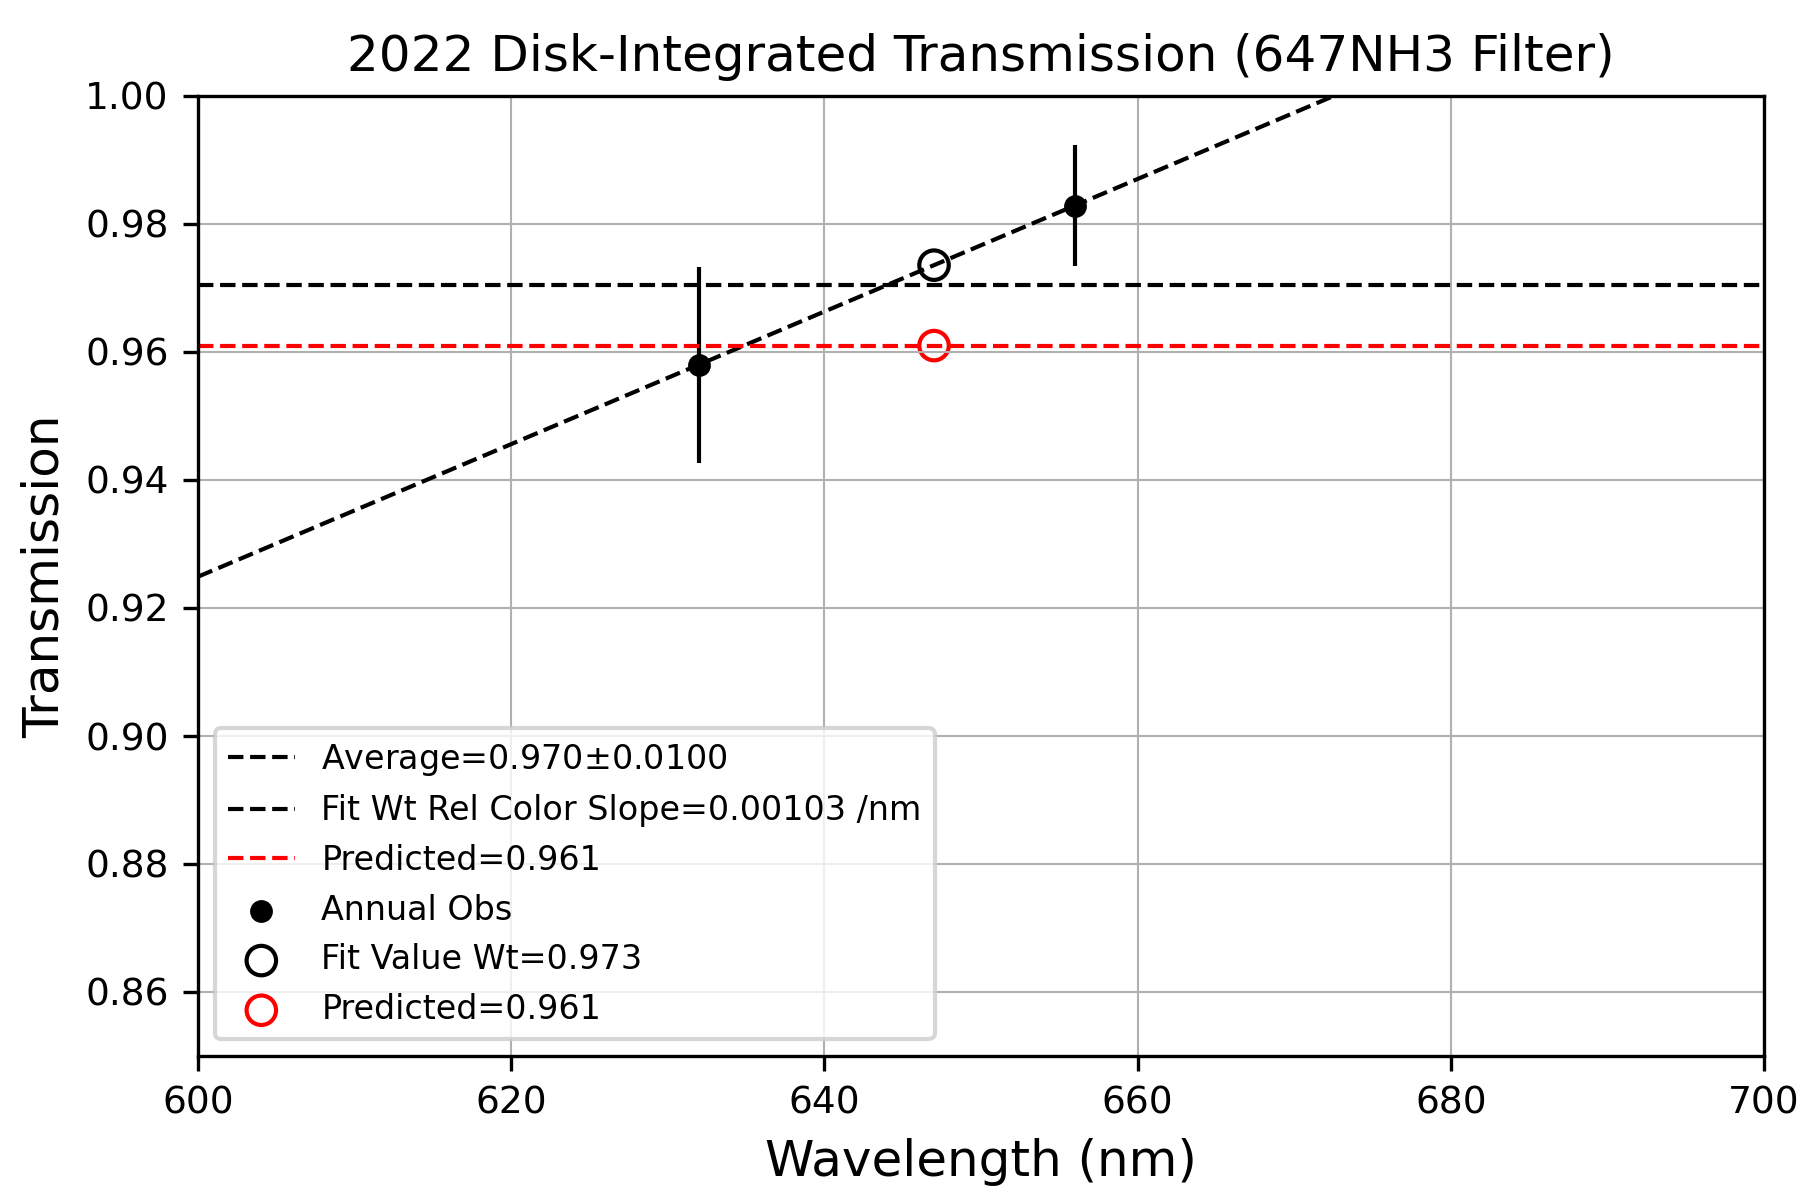 2022 Disk-Integrated Transmission (647NH3 Filter)
1.00
0.98
0.96
0.94
0.92
0.90
0.88
0.86
Transmission
Average=0.970±0.0100
Fit Wt Rel Color Slope=0.00103 /nm
Predicted=0.961
Annual Obs
Fit Value Wt=0.973
Predicted=0.961
600 620 640 660 680 700
Wavelength (nm)